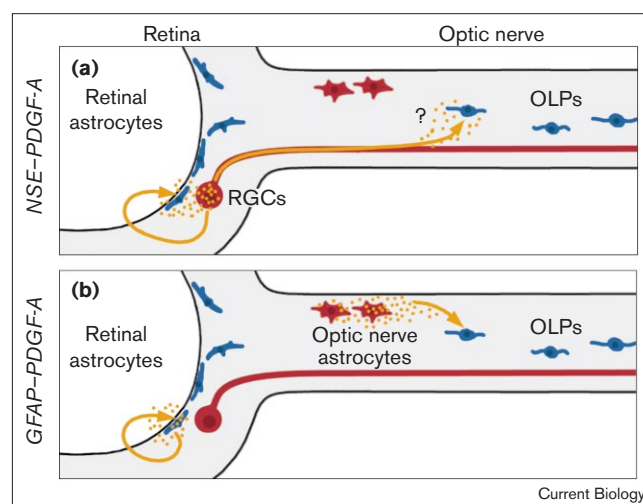 Retina
Optic nerve
NSE–PDGF-A
(a)
Retinal
astrocytes
?
OLPs
RGCs
GFAP–PDGF-A
(b)
Retinal
astrocytes
Optic nerve
astrocytes
OLPs
Current Biology